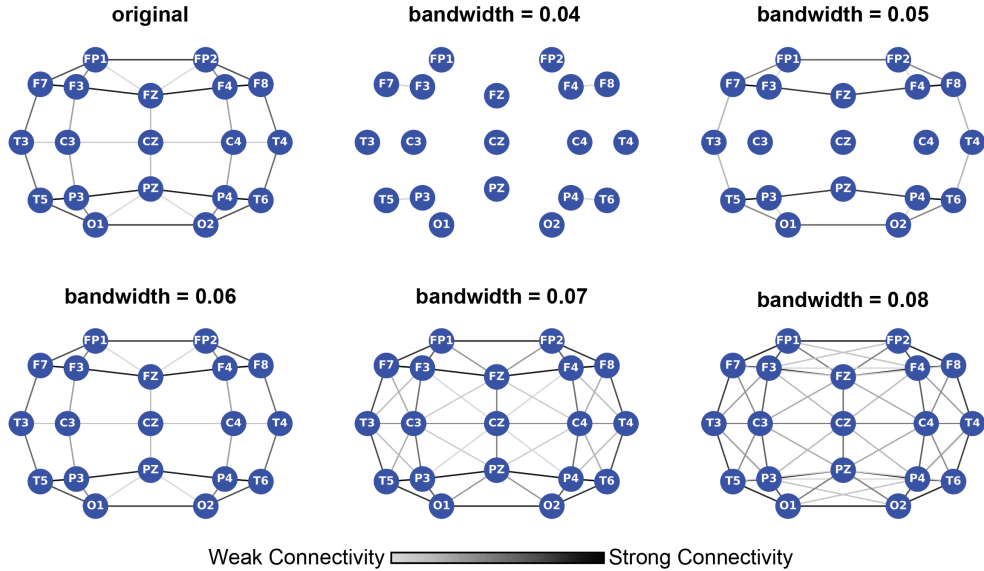 original
bandwidth = 0.04
bandwidth = 0.05
FP1 FP2
F7 F3 FZ F4 F8
T3 C3 CZ C4 T4
T5 P3 PZ P4 T6
O1 O2
FP1 FP2
F7 F3 FZ F4 F8
T3 C3 CZ C4 T4
T5 P3 PZ P4 T6
O1 O2
FP1 FP2
F7 F3 FZ F4 F8
T3 C3 CZ C4 T4
T5 P3 PZ P4 T6
O1 O2
bandwidth = 0.06
bandwidth = 0.07
bandwidth = 0.08
FP1 FP2
F7 F3 FZ F4 F8
T3 C3 CZ C4 T4
T5 P3 PZ P4 T6
O1 O2
FP1 FP2
F7 F3 FZ F4 F8
T3 C3 CZ C4 T4
T5 P3 PZ P4 T6
O1 O2
FP1 FP2
F7 F3 FZ F4 F8
T3 C3 CZ C4 T4
T5 P3 PZ P4 T6
O1 O2
Weak Connectivity Strong Connectivity